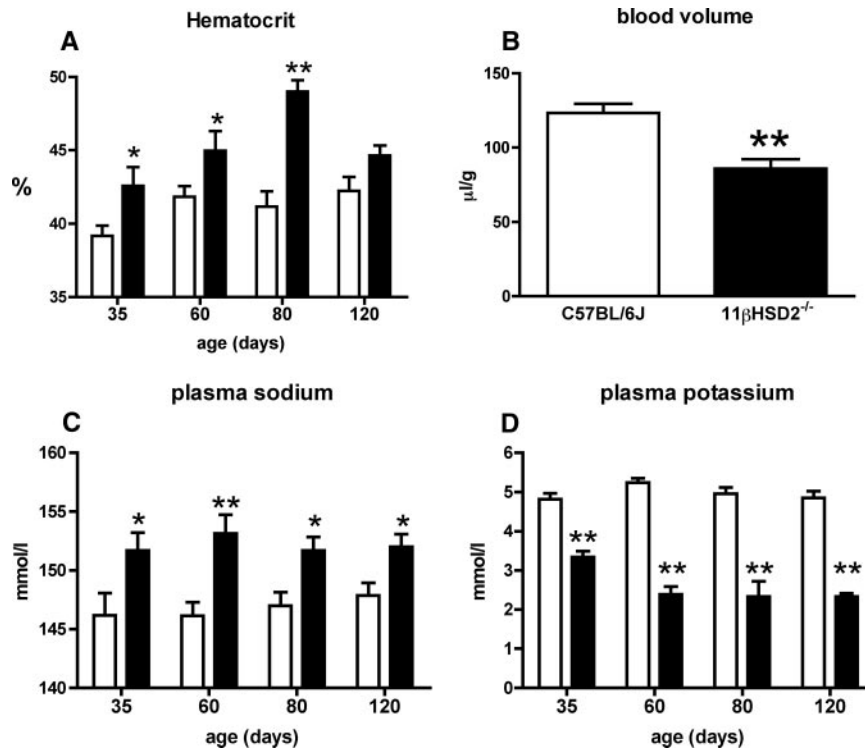 Hematocrit
A
50
45
%
40
35
35 60 80 120
age (days)
* * **
blood volume
B
150
100
µl/g
50
0
**
C57BL/6J 11βHSD2-/-
plasma sodium
C
160
155
mmol/l
150
145
140
* ** * *
35 60 80 120
age (days)
plasma potassium
D
6
5
4
mmol/l
3
2
1
0
** ** ** **
35 60 80 120
age (days)